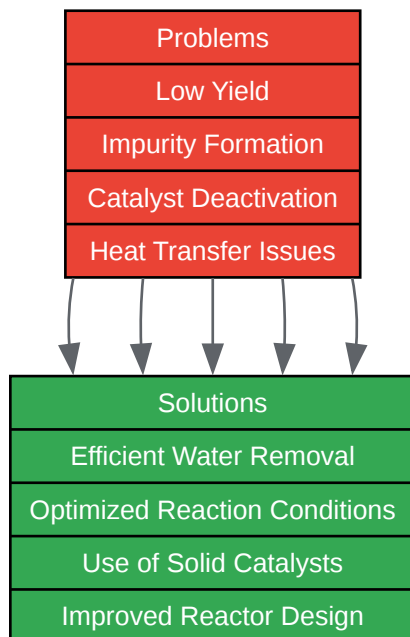 Problems
Low Yield
Impurity Formation
Catalyst Deactivation
Heat Transfer Issues
Solutions
Efficient Water Removal
Optimized Reaction Conditions
Use of Solid Catalysts
Improved Reactor Design